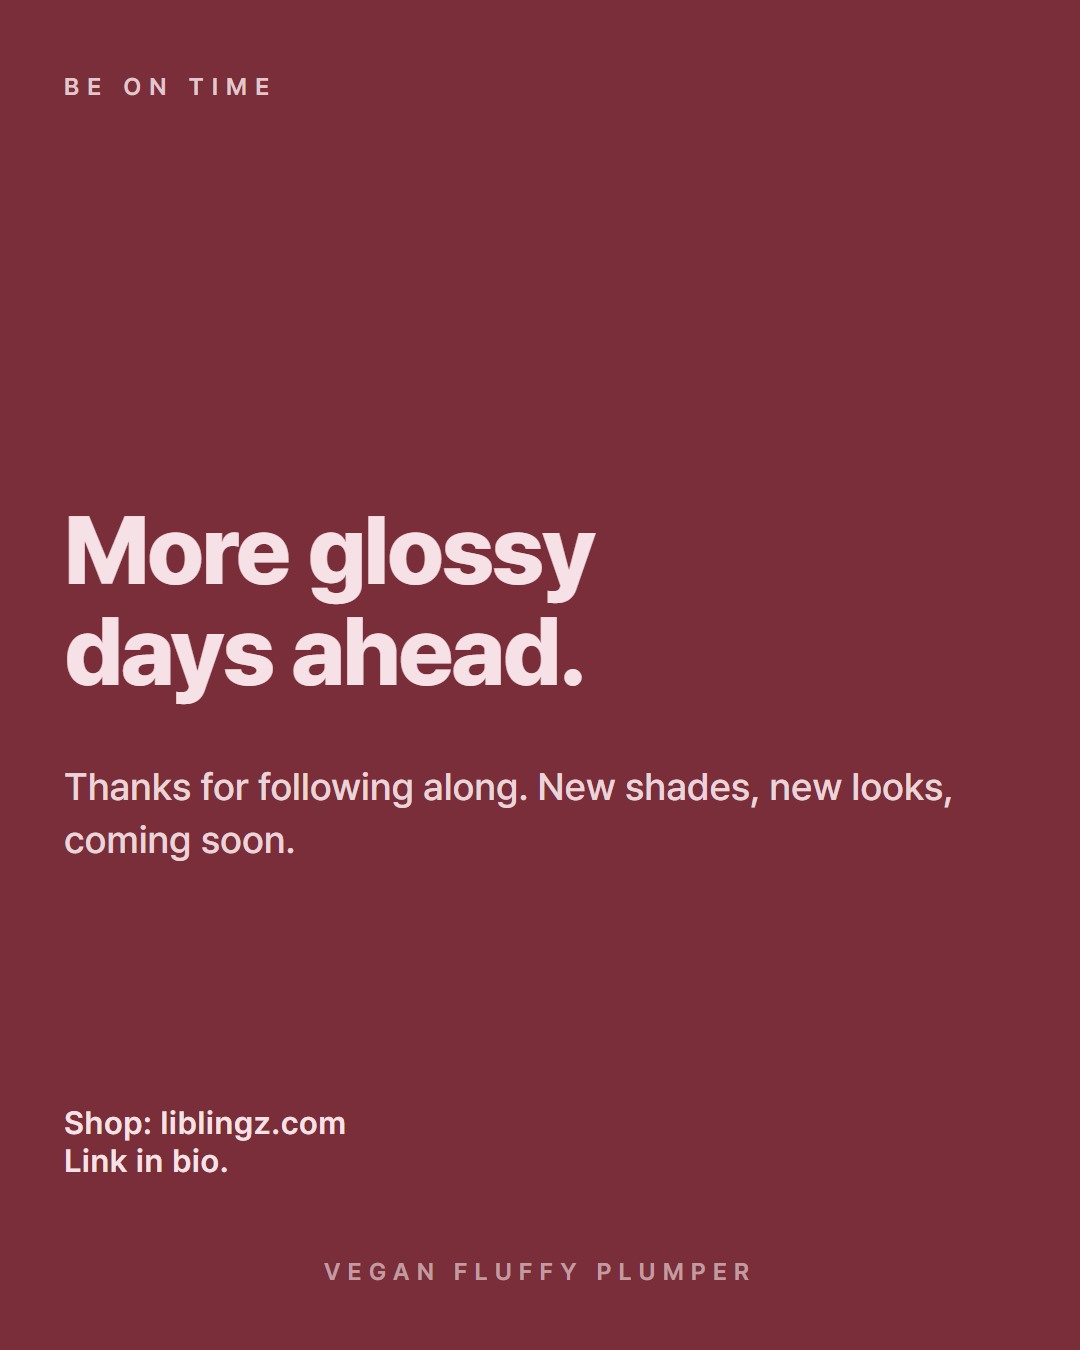 BE ON TIME
More glossy
days ahead.
Thanks for following along. New shades, new looks,
coming soon.
Shop: liblingz.com
Link in bio.
VEGAN FLUFFY PLUMPER